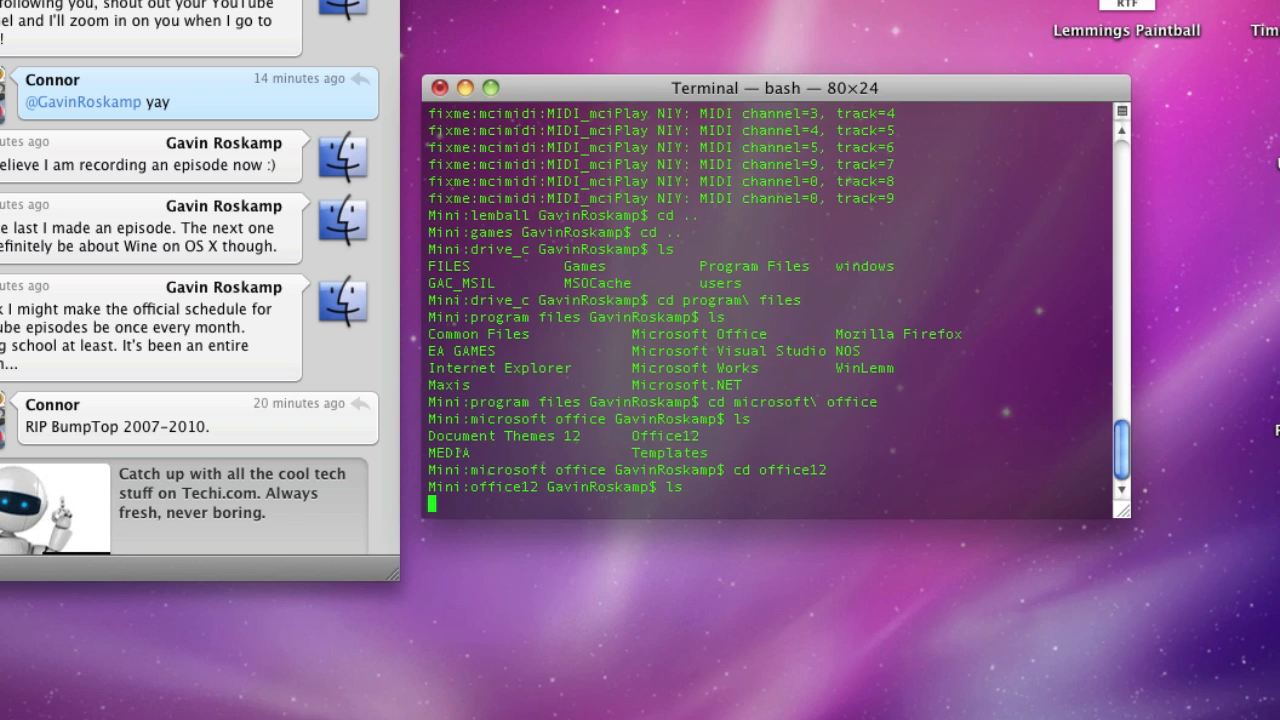 following you, shout out your YouTube
and I'll zoom in on you when I go to
!
Connor 14 minutes ago
@GavinRoskamp yay
ago Gavin Roskamp
I am recording an episode now :)
ago Gavin Roskamp
last I made an episode. The next one
be about Wine on OS X though.
ago Gavin Roskamp
I might make the official schedule for
episodes be once every month.
school at least. It's been an entire
...
Connor 20 minutes ago
RIP BumpTop 2007-2010.
Catch up with all the cool tech
stuff on Techi.com. Always
fresh, never boring.
RTF
Lemmings Paintball
Terminal — bash — 80×24
fixme:mcimidi:MIDI_mciPlay NIY: MIDI channel=3, track=4
fixme:mcimidi:MIDI_mciPlay NIY: MIDI channel=4, track=5
fixme:mcimidi:MIDI_mciPlay NIY: MIDI channel=5, track=6
fixme:mcimidi:MIDI_mciPlay NIY: MIDI channel=9, track=7
fixme:mcimidi:MIDI_mciPlay NIY: MIDI channel=0, track=8
fixme:mcimidi:MIDI_mciPlay NIY: MIDI channel=0, track=9
Mini:lemball GavinRoskamp$ cd ..
Mini:games GavinRoskamp$ cd ..
Mini:drive_c GavinRoskamp$ ls
FILES Games Program Files windows
GAC_MSIL MSOCache users
Mini:drive_c GavinRoskamp$ cd program\ files
Mini:program files GavinRoskamp$ ls
Common Files Microsoft Office Mozilla Firefox
EA GAMES Microsoft Visual Studio NOS
Internet Explorer Microsoft Works WinLemm
Maxis Microsoft.NET
Mini:program files GavinRoskamp$ cd microsoft\ office
Mini:microsoft office GavinRoskamp$ ls
Document Themes 12 Office12
MEDIA Templates
Mini:microsoft office GavinRoskamp$ cd office12
Mini:office12 GavinRoskamp$ ls